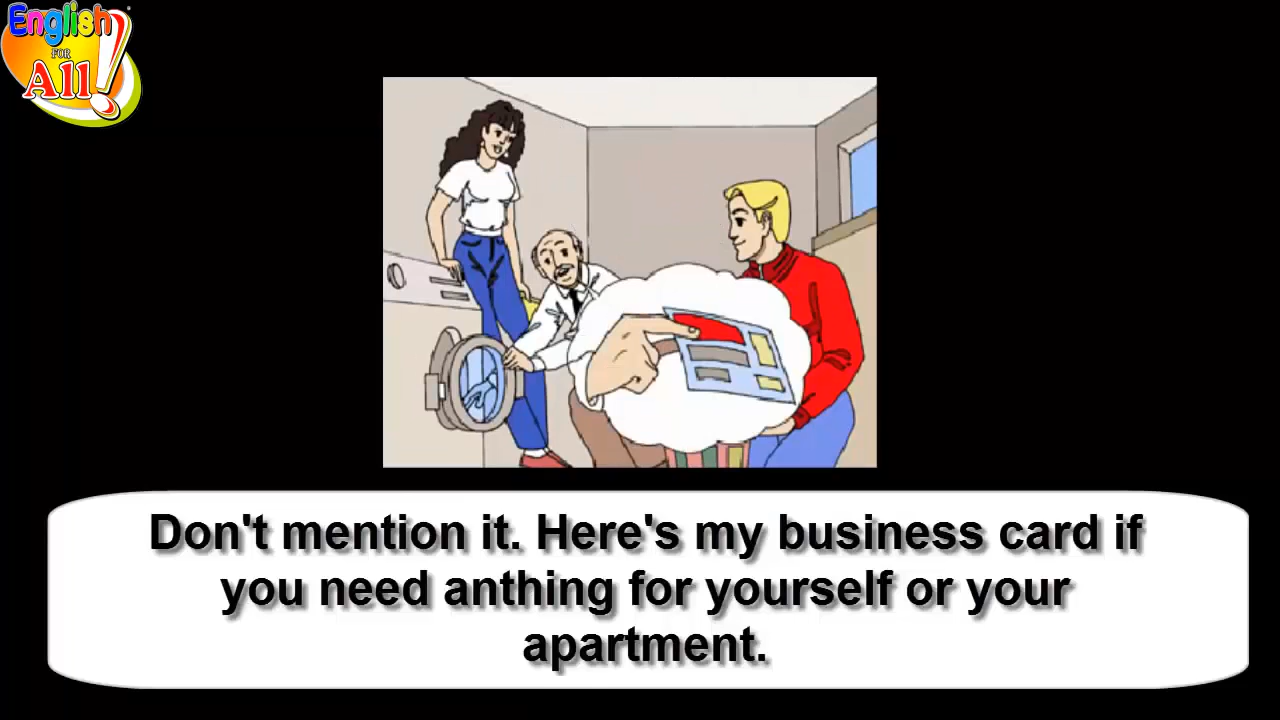 English
FOR
All!
Don't mention it. Here's my business card if
you need anthing for yourself or your
apartment.